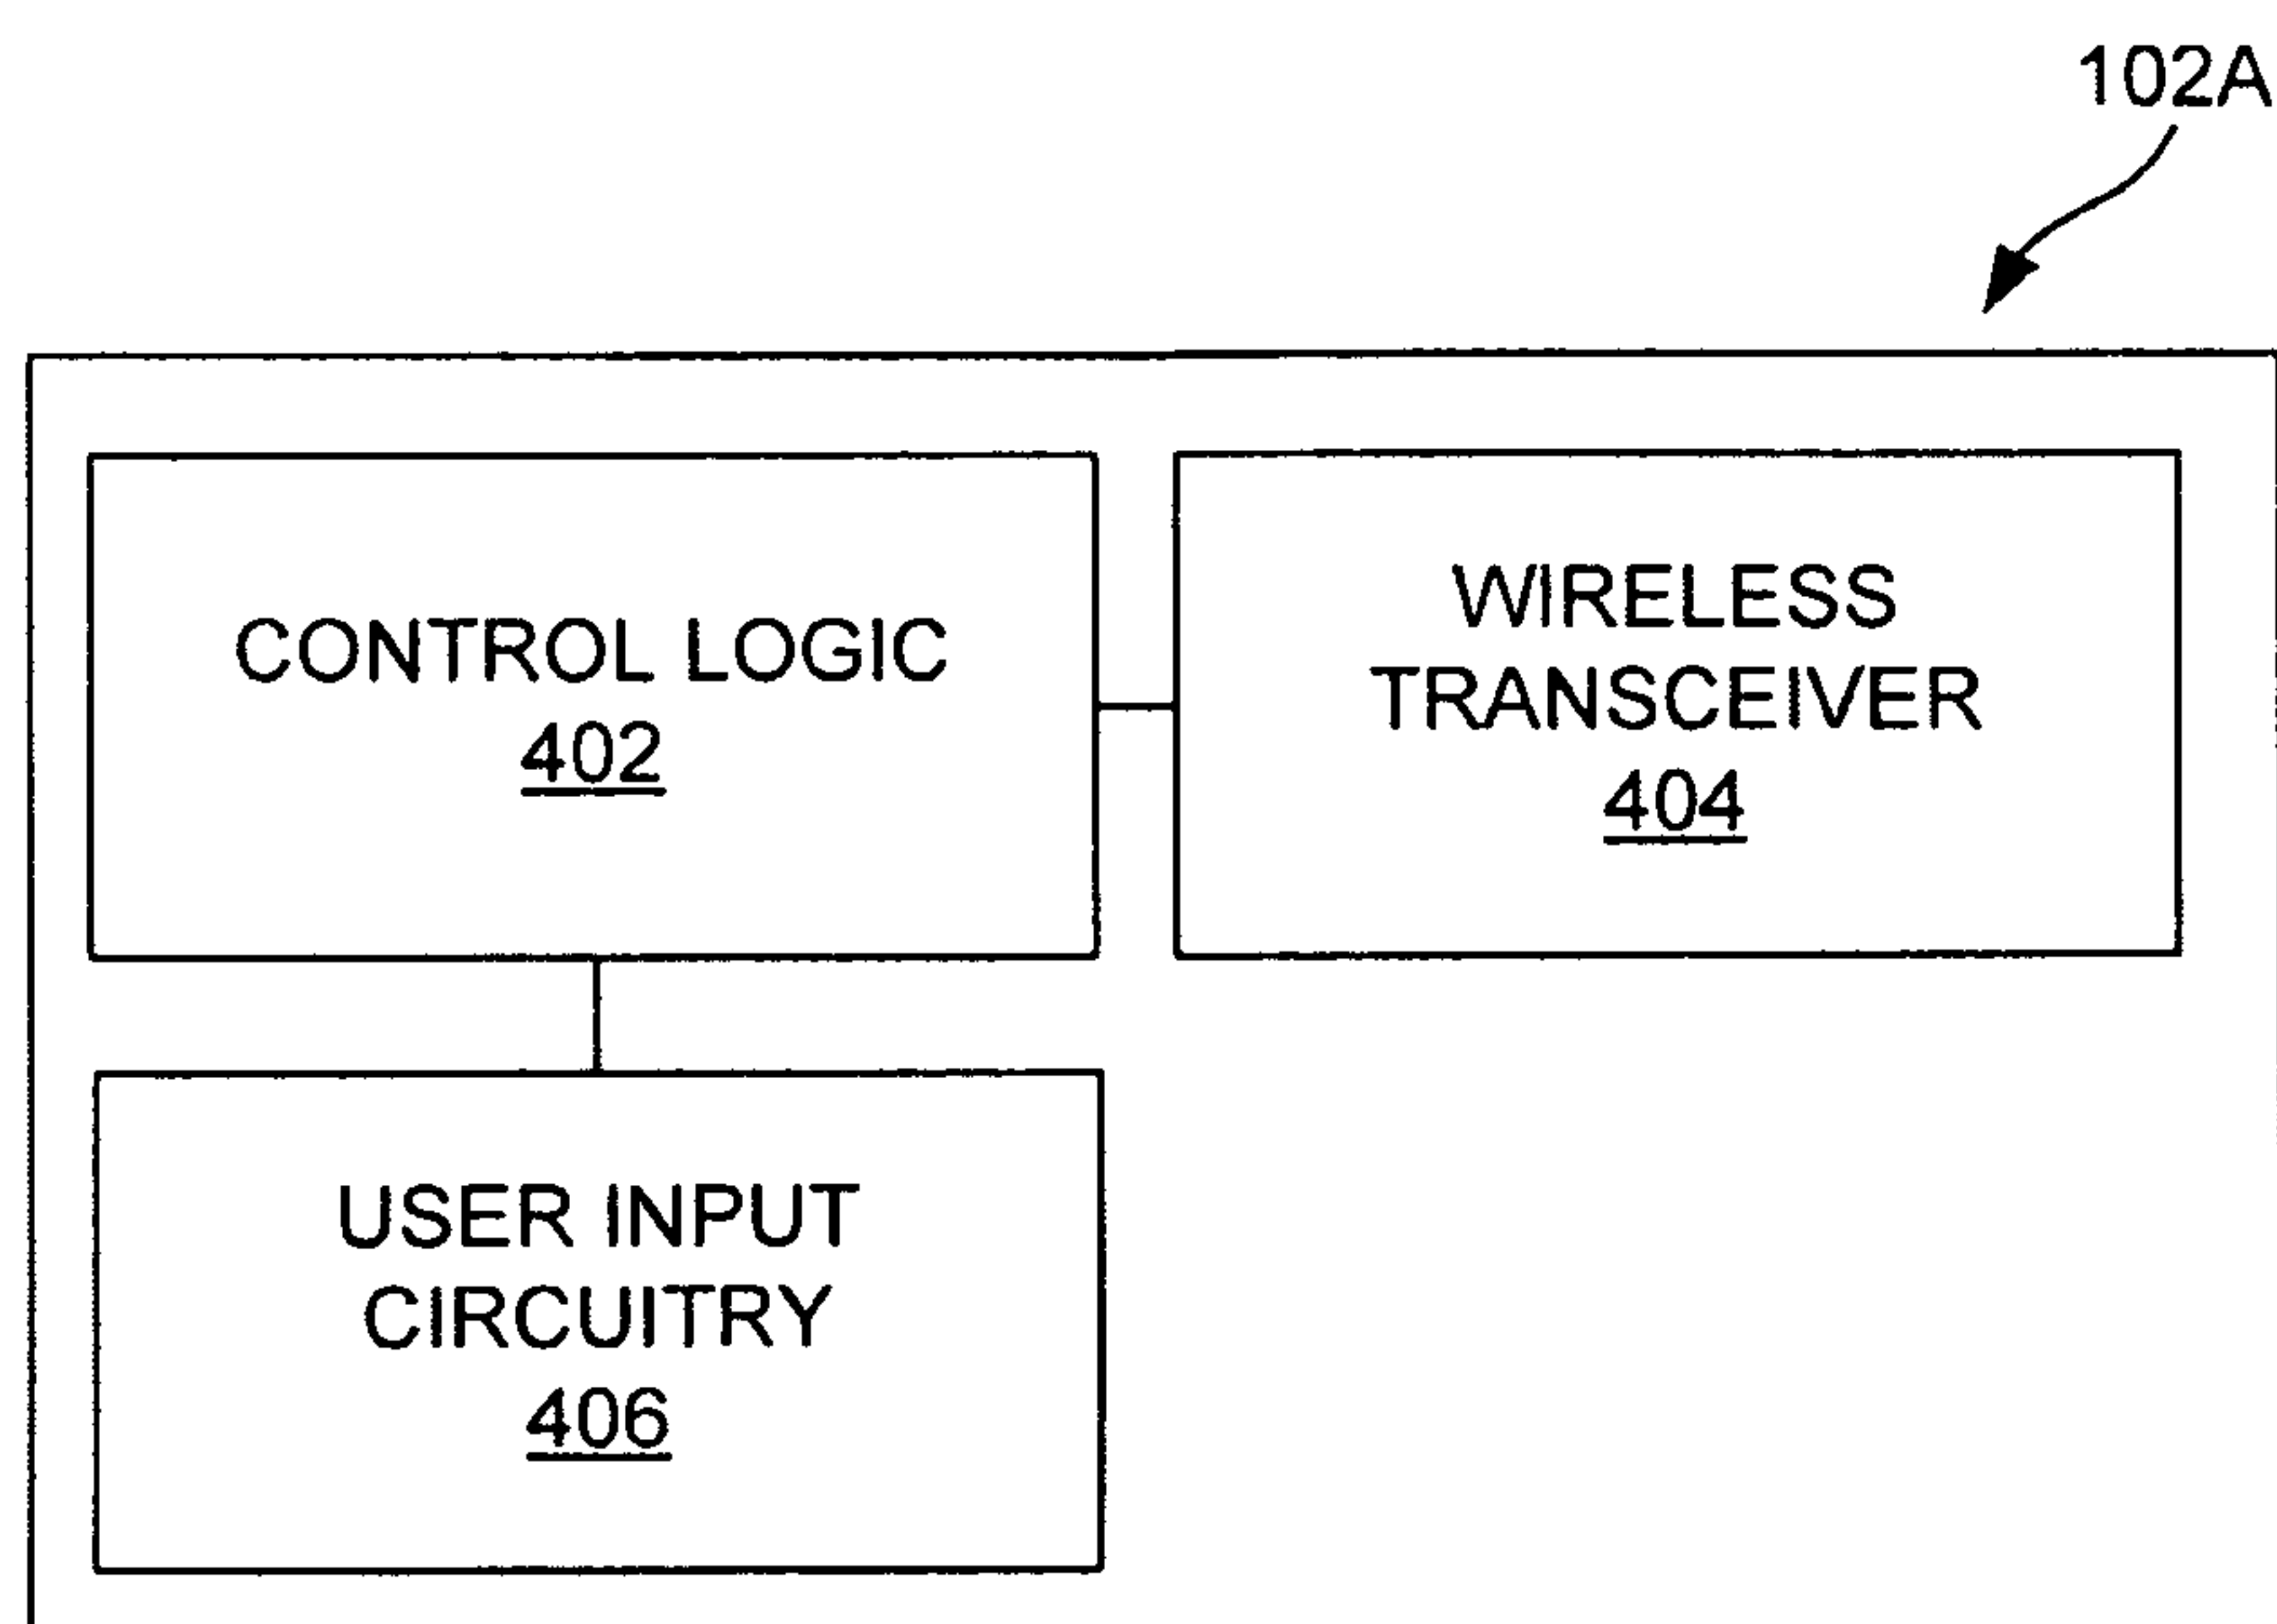 102A
CONTROL LOGIC
402
WIRELESS
TRANSCEIVER
404
USER INPUT
CIRCUITRY
406